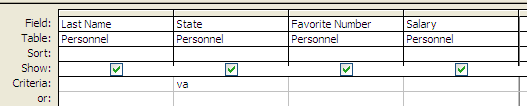 Field: Last Name State Favorite Number Salary
Table: Personnel Personnel Personnel Personnel
Sort:
Show:
Criteria: va
or: